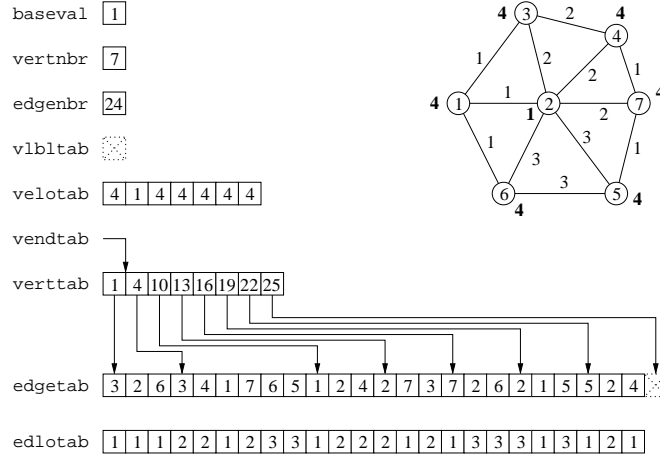 baseval 1
vertnbr 7
edgenbr 24
vlbltab
velotab 4 1 4 4 4 4 4
vendtab
verttab 1 4 10 13 16 19 22 25
edgetab 3 2 6 3 4 1 7 6 5 1 2 4 2 7 3 7 2 6 2 1 5 5 2 4
edlotab 1 1 1 2 2 1 2 3 3 1 2 2 2 1 2 1 3 3 3 1 3 1 2 1
4 3 2 4
4
1 2 2 1
4 1 1 2 2 7 4
1
1 3 3 1
6 3 5 4
4